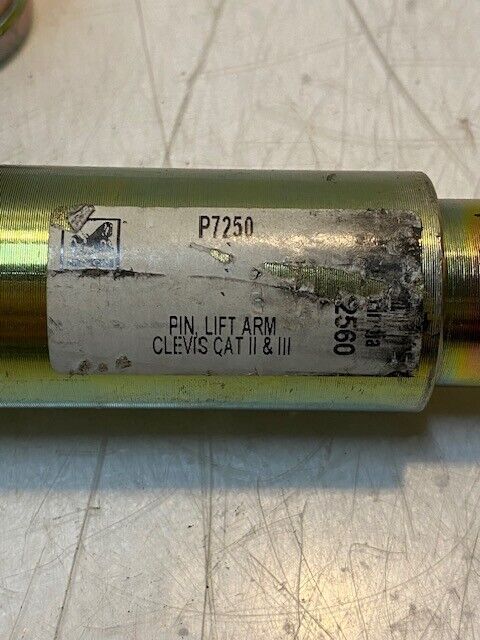 P7250
PIN, LIFT ARM
CLEVIS CAT II & III
2560